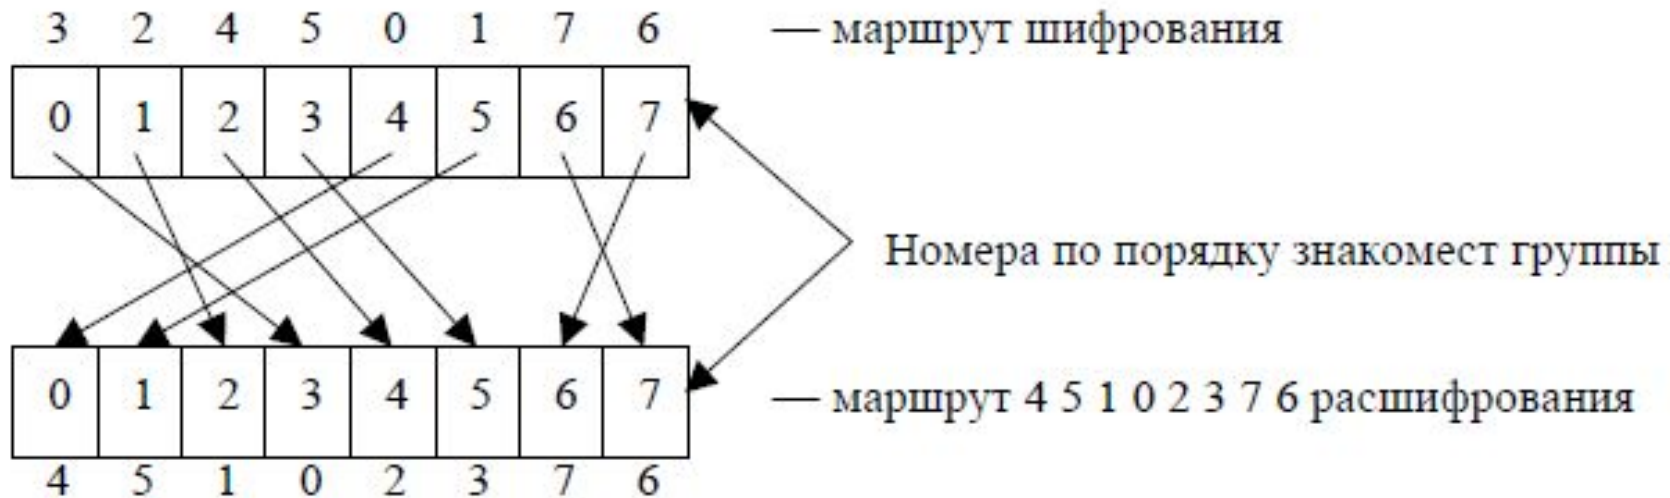 3 2 4 5 0 1 7 6 — маршрут шифрования
0 1 2 3 4 5 6 7
Номера по порядку знакомест группы
0 1 2 3 4 5 6 7 — маршрут 4 5 1 0 2 3 7 6 расшифрования
4 5 1 0 2 3 7 6